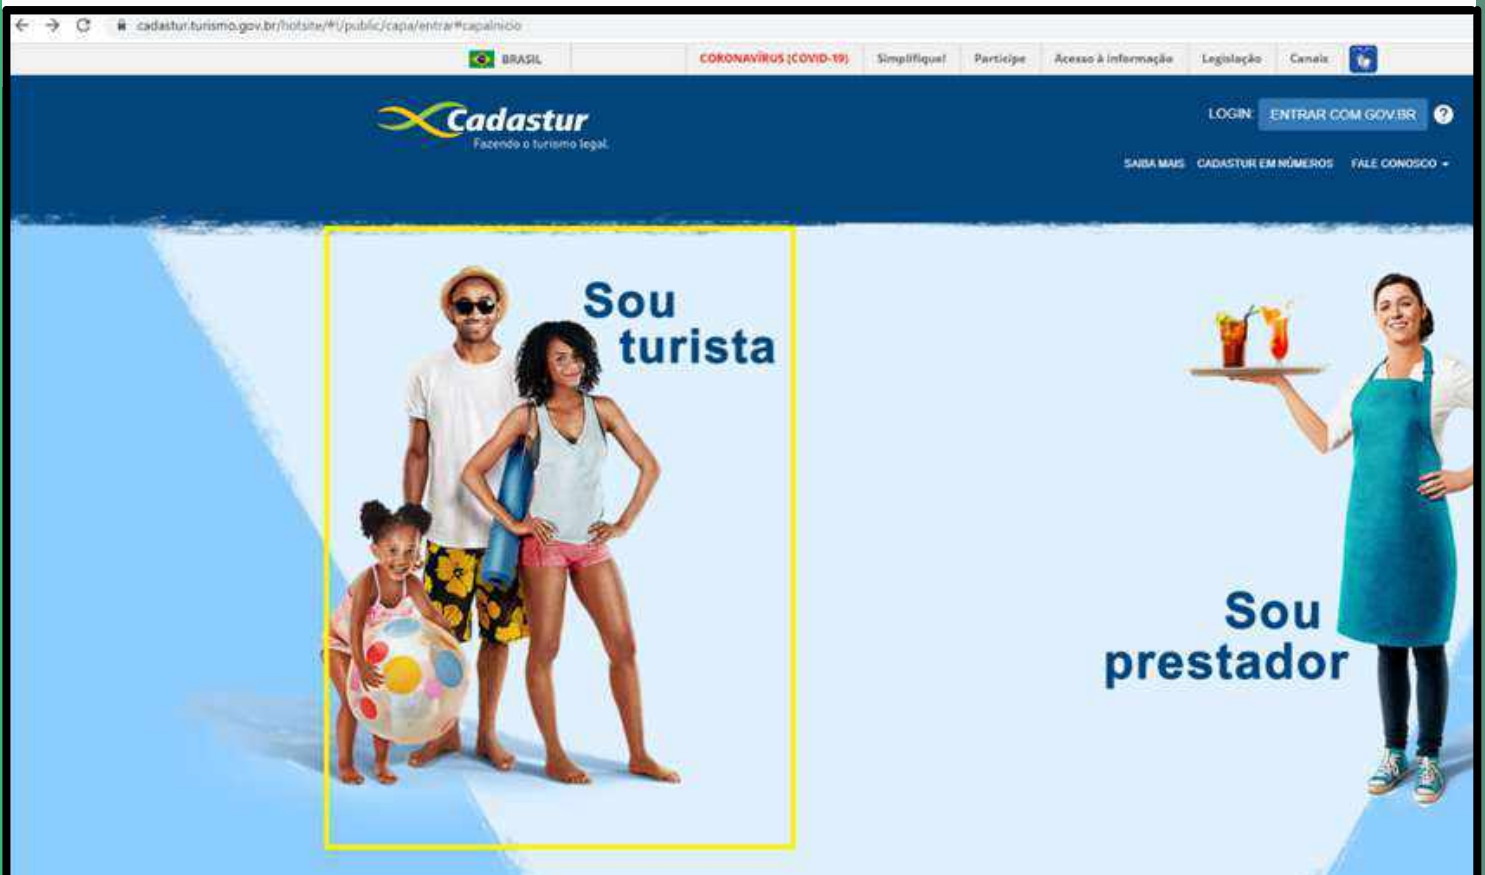 cadastur.turismo.gov.br/hotsite/#!/public/capa/entrar#capaInicio
BRASIL
CORONAVÍRUS (COVID-19)
Simplifique!
Participe
Acesso à informação
Legislação
Canais
Cadastur
Fazendo o turismo legal.
LOGIN: ENTRAR COM GOV.BR ?
SAIBA MAIS CADASTUR EM NÚMEROS FALE CONOSCO
Sou
turista
Sou
prestador